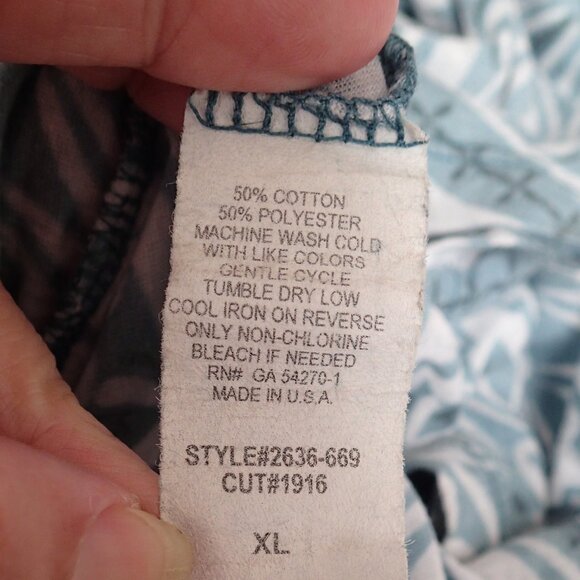 50% COTTON
50% POLYESTER
MACHINE WASH COLD
WITH LIKE COLORS
GENTLE CYCLE
TUMBLE DRY LOW
COOL IRON ON REVERSE
ONLY NON-CHLORINE
BLEACH IF NEEDED
RN# GA 54270-1
MADE IN U.S.A.
STYLE#2636-669
CUT#1916
XL